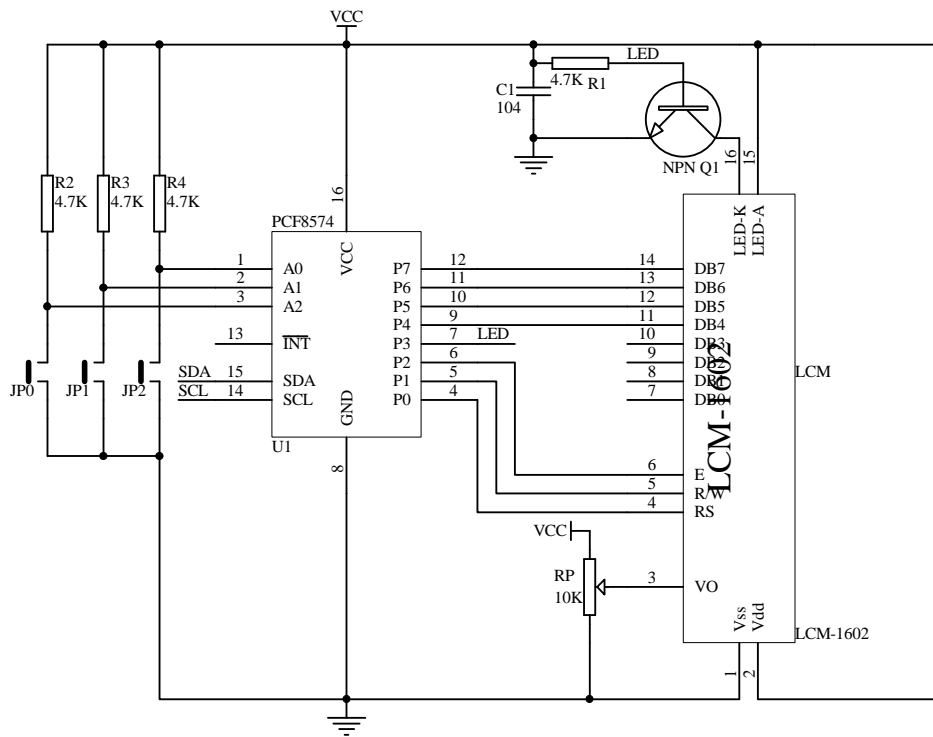 VCC
LED
4.7K R1
C1
104
NPN Q1
16
15
R2
4.7K
R3
4.7K
R4
4.7K
16
PCF8574
VCC
LED-K
LED-A
1 A0
2 A1
3 A2
13 INT
SDA 15 SDA
SCL 14 SCL
GND
U1
8
P7 12
P6 11
P5 10
P4 9
P3 7 LED
P2 6
P1 5
P0 4
14 DB7
13 DB6
12 DB5
11 DB4
10 DB3
9 DB2
8 DB1
7 DB0
LCM-1602
LCM
JP0
JP1
JP2
6 E
5 R/W
4 RS
VCC
RP
10K
3 VO
Vss
Vdd
LCM-1602
1
2